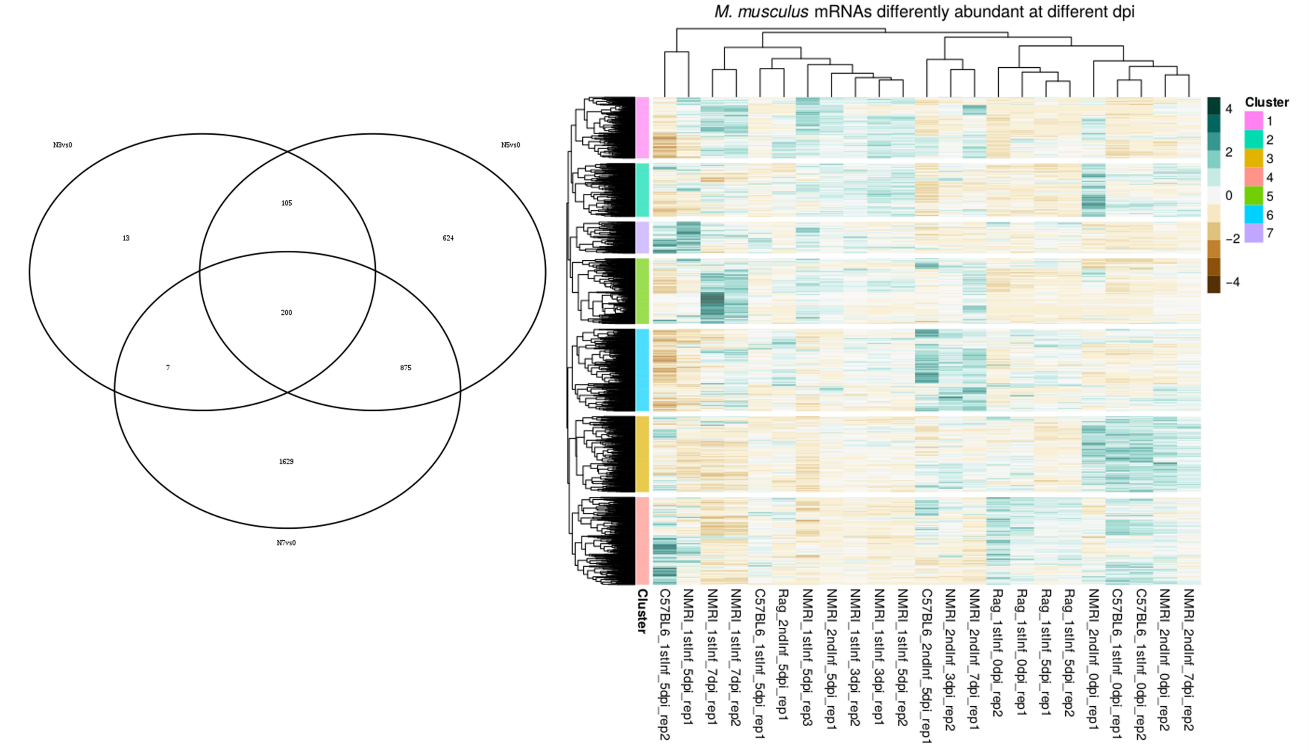 M. musculus mRNAs differently abundant at different dpi
N3vs0
N5vs0
105
13
624
200
7
875
1629
N7vs0
4
2
0
−2
−4
Cluster
1
2
3
4
5
6
7
Cluster
C57BL6_1stInf_5dpi_rep2
NMRI_1stInf_5dpi_rep1
NMRI_1stInf_7dpi_rep1
NMRI_1stInf_7dpi_rep2
C57BL6_1stInf_5dpi_rep1
Rag_2ndInf_5dpi_rep1
NMRI_1stInf_5dpi_rep3
NMRI_2ndInf_5dpi_rep1
NMRI_1stInf_3dpi_rep2
NMRI_1stInf_3dpi_rep1
NMRI_1stInf_5dpi_rep2
C57BL6_2ndInf_5dpi_rep1
NMRI_2ndInf_3dpi_rep2
NMRI_2ndInf_7dpi_rep1
Rag_1stInf_0dpi_rep2
Rag_1stInf_0dpi_rep1
Rag_1stInf_5dpi_rep1
Rag_1stInf_5dpi_rep2
NMRI_2ndInf_0dpi_rep1
C57BL6_1stInf_0dpi_rep1
C57BL6_1stInf_0dpi_rep2
NMRI_2ndInf_0dpi_rep2
NMRI_2ndInf_7dpi_rep2